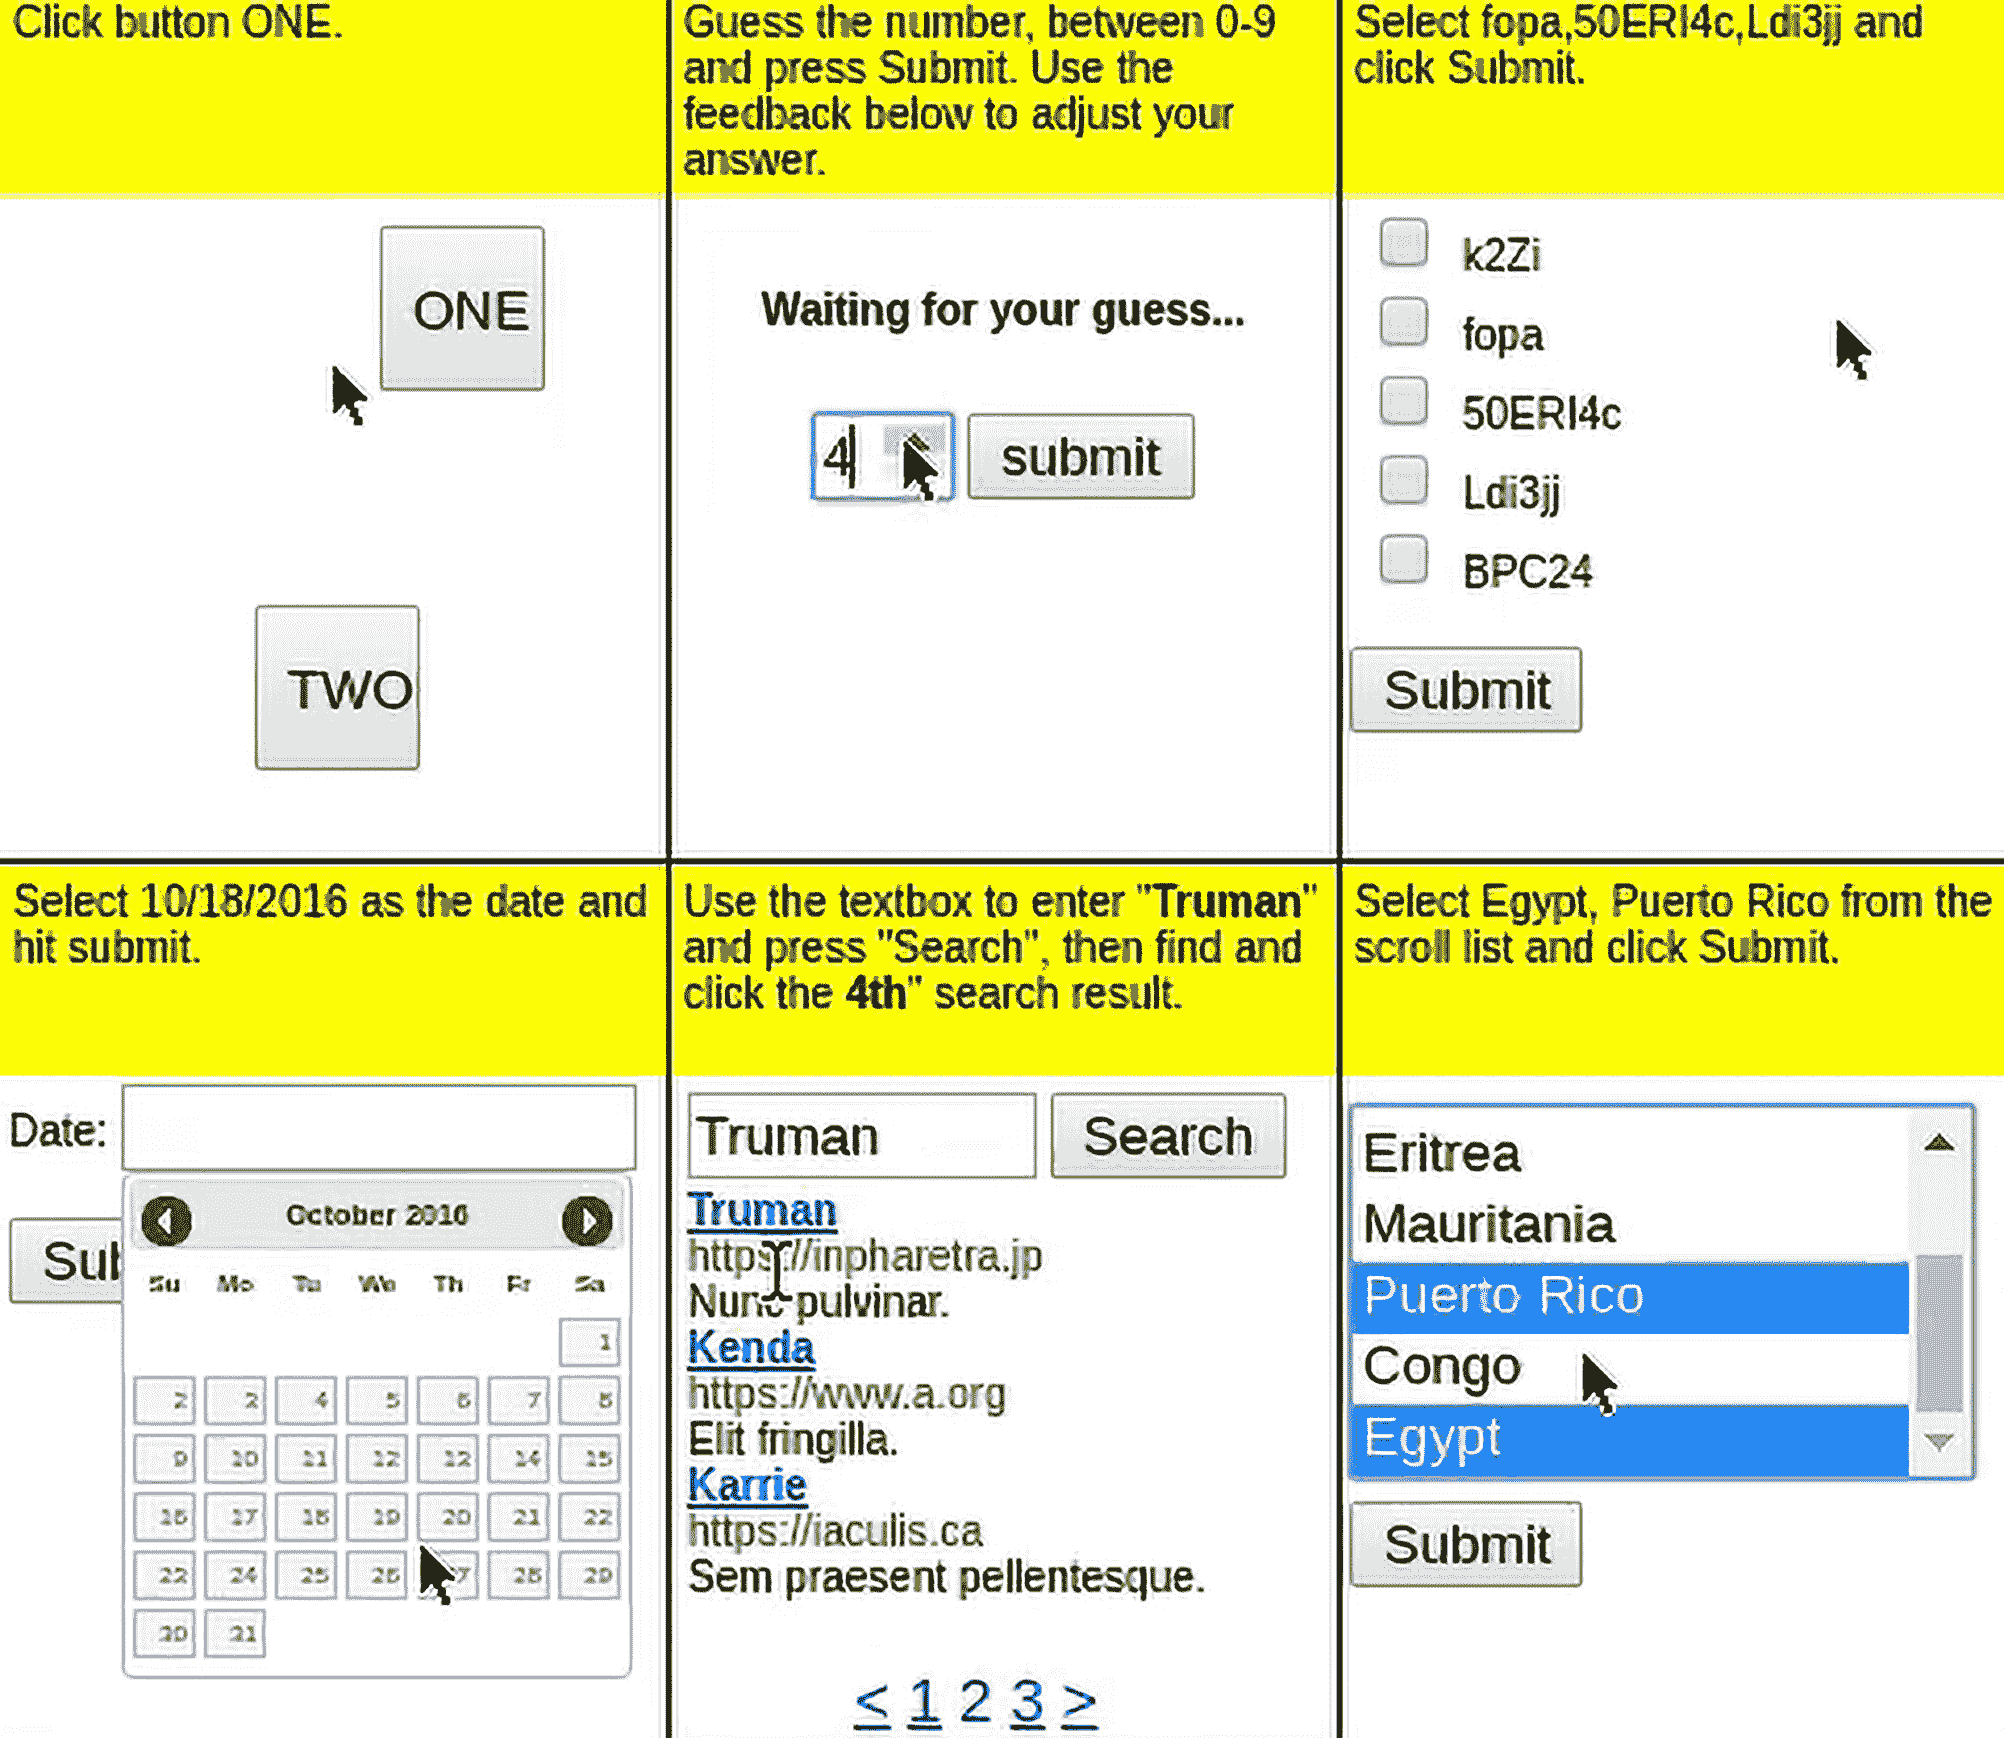 Click button ONE.
ONE
TWO
Guess the number, between 0-9
and press Submit. Use the
feedback below to adjust your
answer.
Waiting for your guess...
4 submit
Select fopa,50ERI4c,Ldi3jj and
click Submit.
k2Zi
fopa
50ERI4c
Ldi3jj
BPC24
Submit
Select 10/18/2016 as the date and
hit submit.
Date:
Sub
October 2016
Su Mo Tu We Th Fr Sa
1
2 3 4 5 6 7 8
9 10 11 12 13 14 15
16 17 18 19 20 21 22
23 24 25 26 28 29
30 31
Use the textbox to enter "Truman"
and press "Search", then find and
click the 4th" search result.
Truman Search
Truman
https://inpharetra.jp
Nunc pulvinar.
Kenda
https://www.a.org
Elit fringilla.
Karrie
https://iaculis.ca
Sem praesent pellentesque.
< 1 2 3 >
Select Egypt, Puerto Rico from the
scroll list and click Submit.
Eritrea
Mauritania
Puerto Rico
Congo
Egypt
Submit